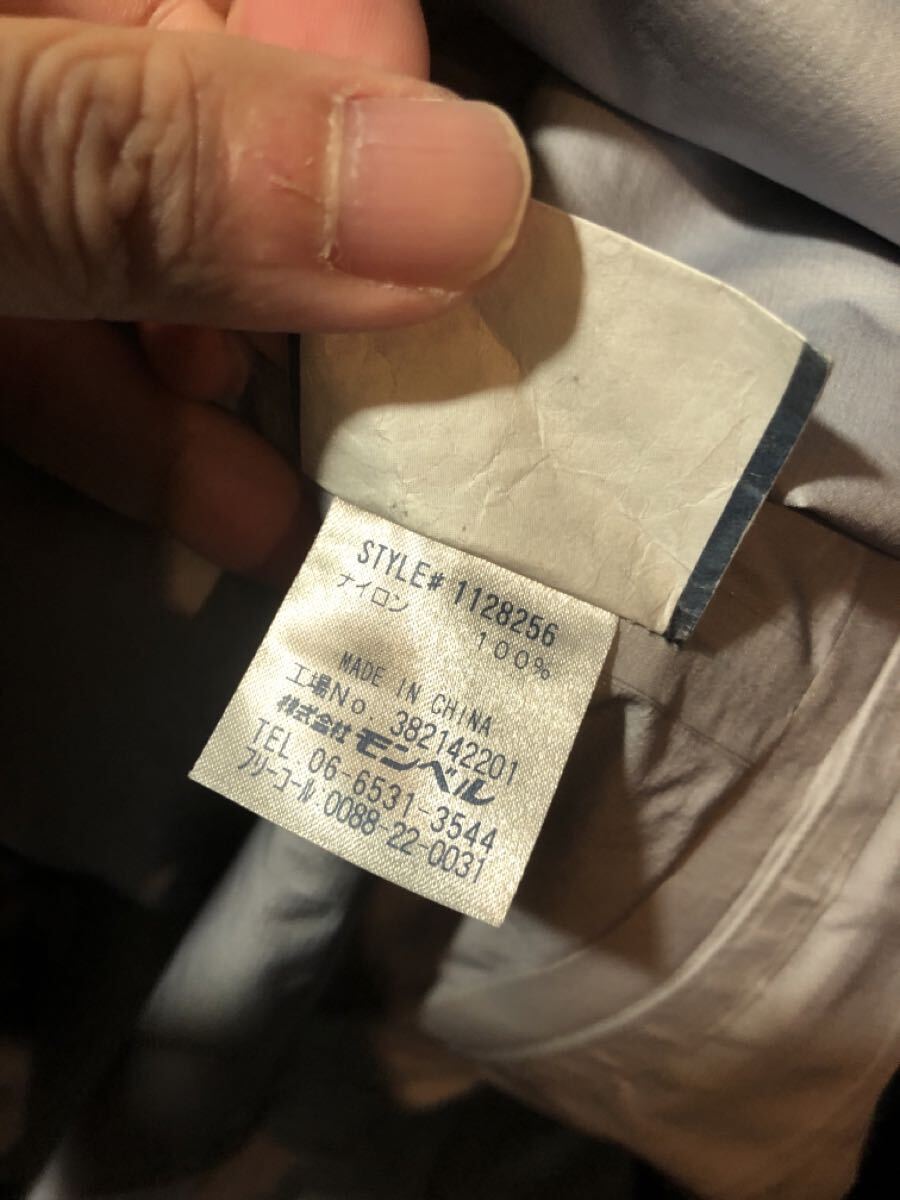 STYLE# 1128256
ナイロン 100%
MADE IN CHINA
工場No. 382142201
株式会社モンベル
TEL. 06-6531-3544
フリーコール.0088-22-0031